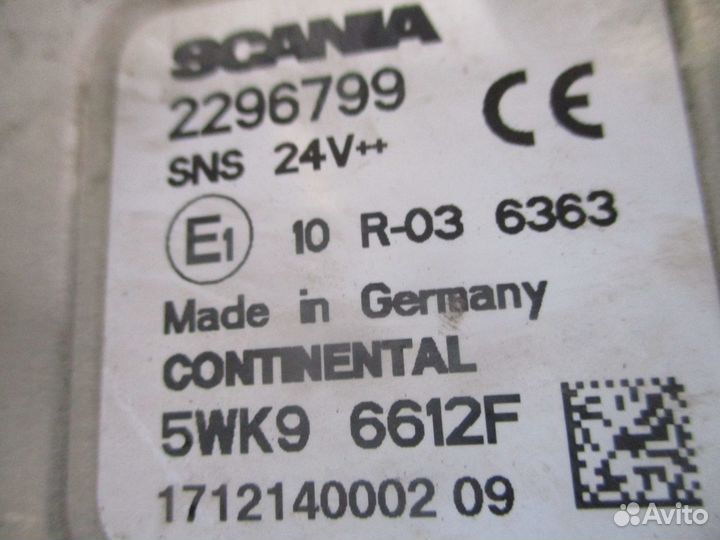 SCANIA
2296799
CE
SNS 24V++
E1 10 R-03 6363
Made in Germany
CONTINENTAL
5WK9 6612F
1712140002 09
Avito